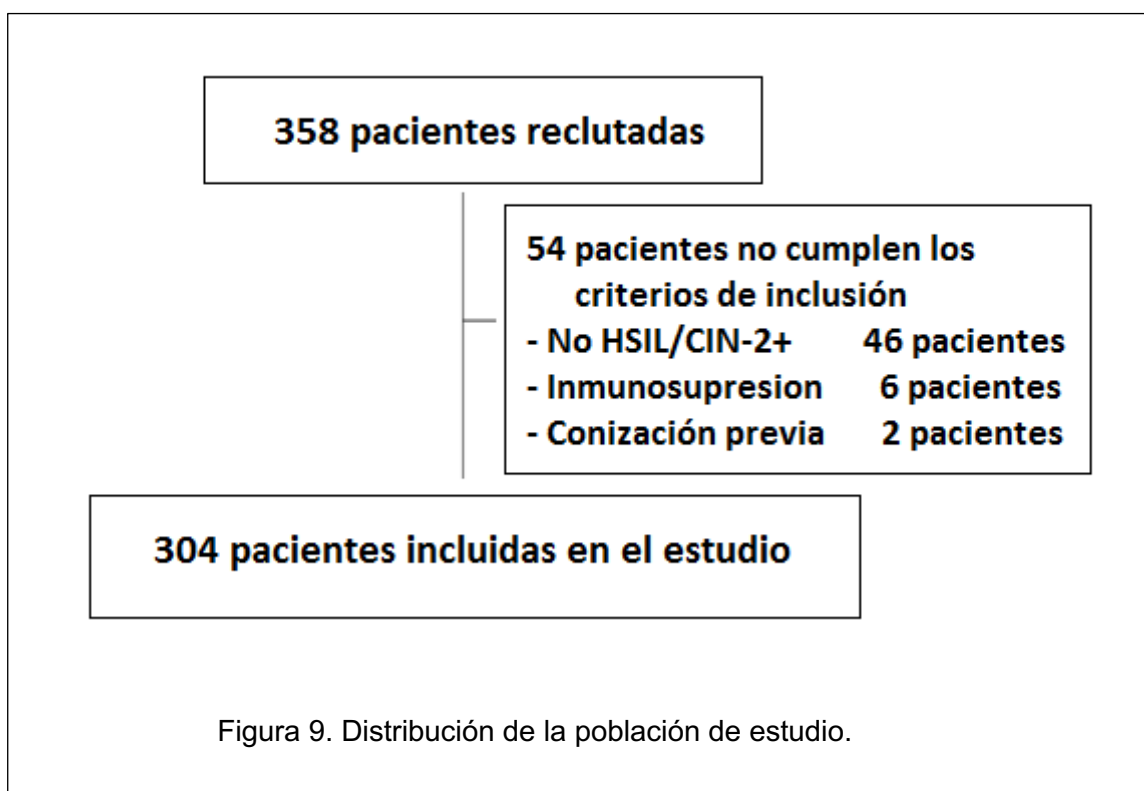 358 pacientes reclutadas
54 pacientes no cumplen los
criterios de inclusión
- No HSIL/CIN-2+ 46 pacientes
- Inmunosupresion 6 pacientes
- Conización previa 2 pacientes
304 pacientes incluidas en el estudio
Figura 9. Distribución de la población de estudio.